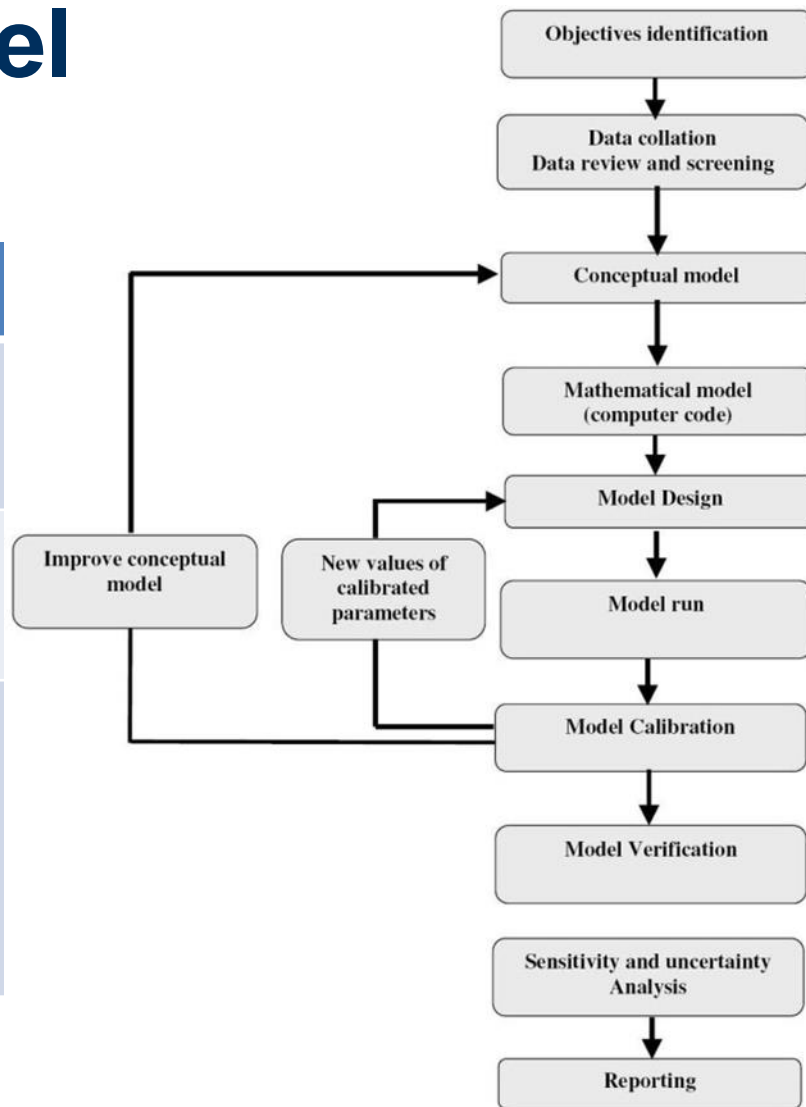 el
Objectives identification
Data collation
Data review and screening
Conceptual model
Mathematical model
(computer code)
Model Design
Improve conceptual
model
New values of
calibrated
parameters
Model run
Model Calibration
Model Verification
Sensitivity and uncertainty
Analysis
Reporting